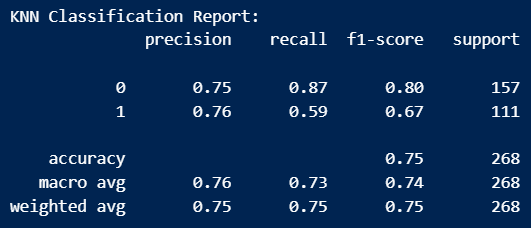 KNN Classification Report:
precision recall f1-score support
0 0.75 0.87 0.80 157
1 0.76 0.59 0.67 111
accuracy 0.75 268
macro avg 0.76 0.73 0.74 268
weighted avg 0.75 0.75 0.75 268